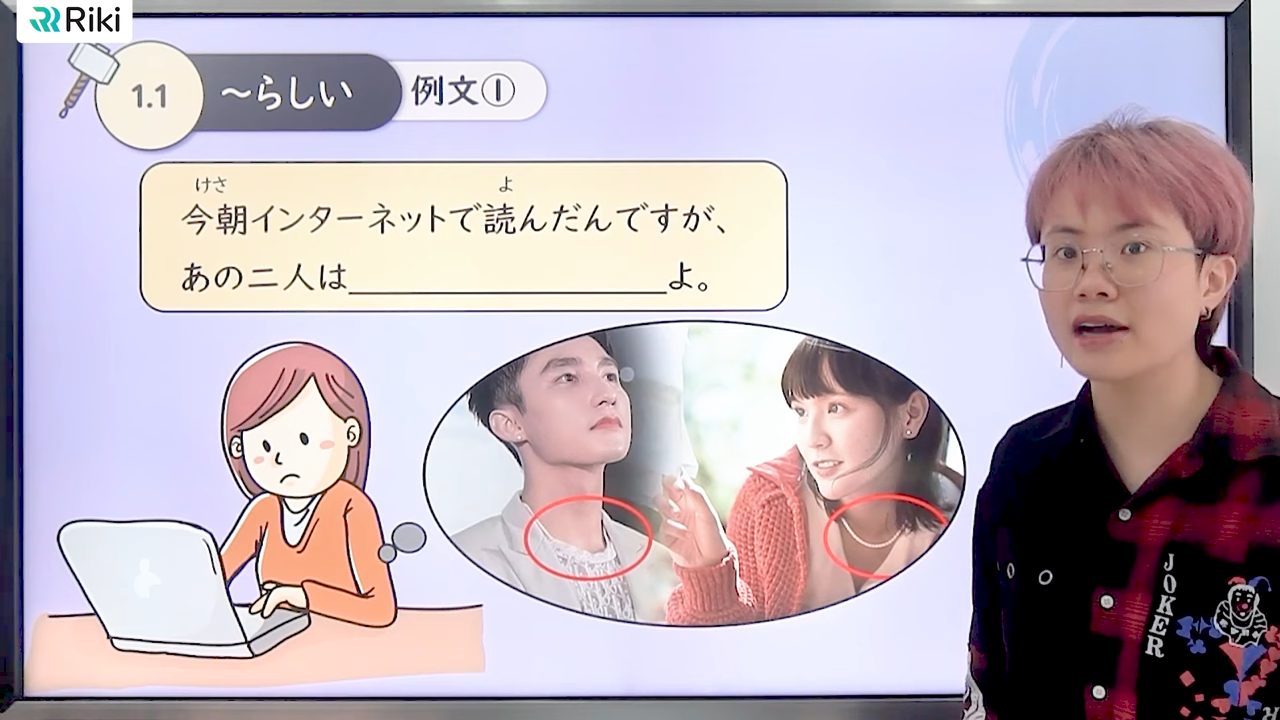 Riki
1.1
～らしい
例文①
けさ
よ
今朝インターネットで読んだんですが、
あの二人は＿＿＿＿＿＿＿＿＿＿よ。
JOKER